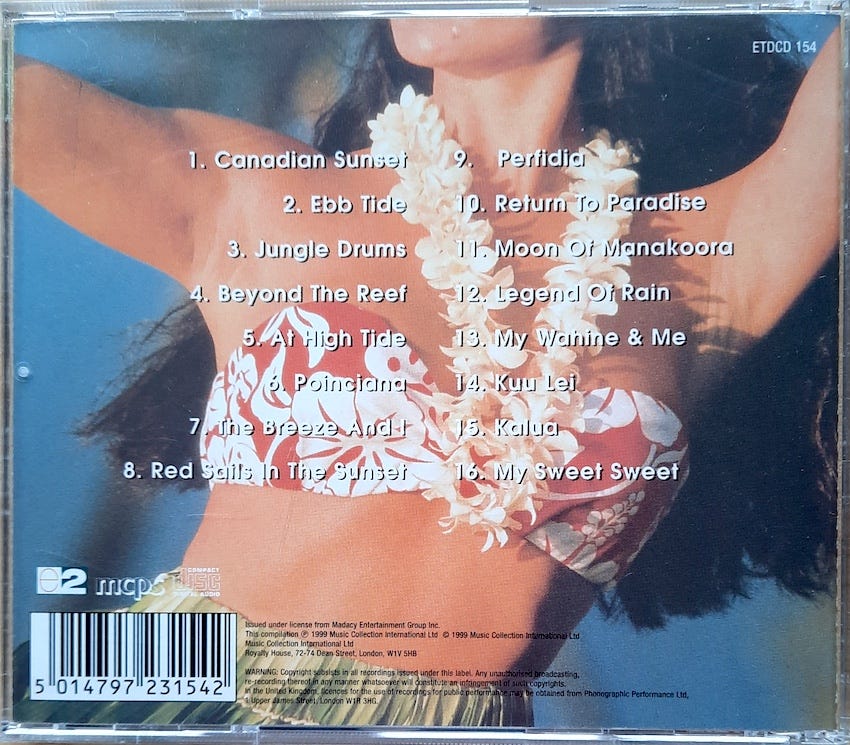 ETDCD 154
1. Canadian Sunset
2. Ebb Tide
3. Jungle Drums
4. Beyond The Reef
5. At High Tide
6. Poinciana
7. The Breeze And I
8. Red Sails In The Sunset
9. Perfidia
10. Return To Paradise
11. Moon Of Manakoora
12. Legend Of Rain
13. My Wahine & Me
14. Kuu Lei
15. Kalua
16. My Sweet Sweet
2 mcps COMPACT
disc
DIGITAL AUDIO
5 014797 231542
Issued under license from Madacy Entertainment Group Inc.
This compilation ℗ 1999 Music Collection International Ltd © 1999 Music Collection International Ltd
Music Collection International Ltd
Royalty House, 72-74 Dean Street, London, W1V 5HB
WARNING: Copyright subsists in all recordings issued under this label. Any unauthorised broadcasting,
re-recording thereof in any manner whatsoever will constitute an infringement of such copyrights.
In the United Kingdom, licences for the use of recordings for public performance may be obtained from Phonographic Performance Ltd,
1 Upper James Street, London W1R 3HG.